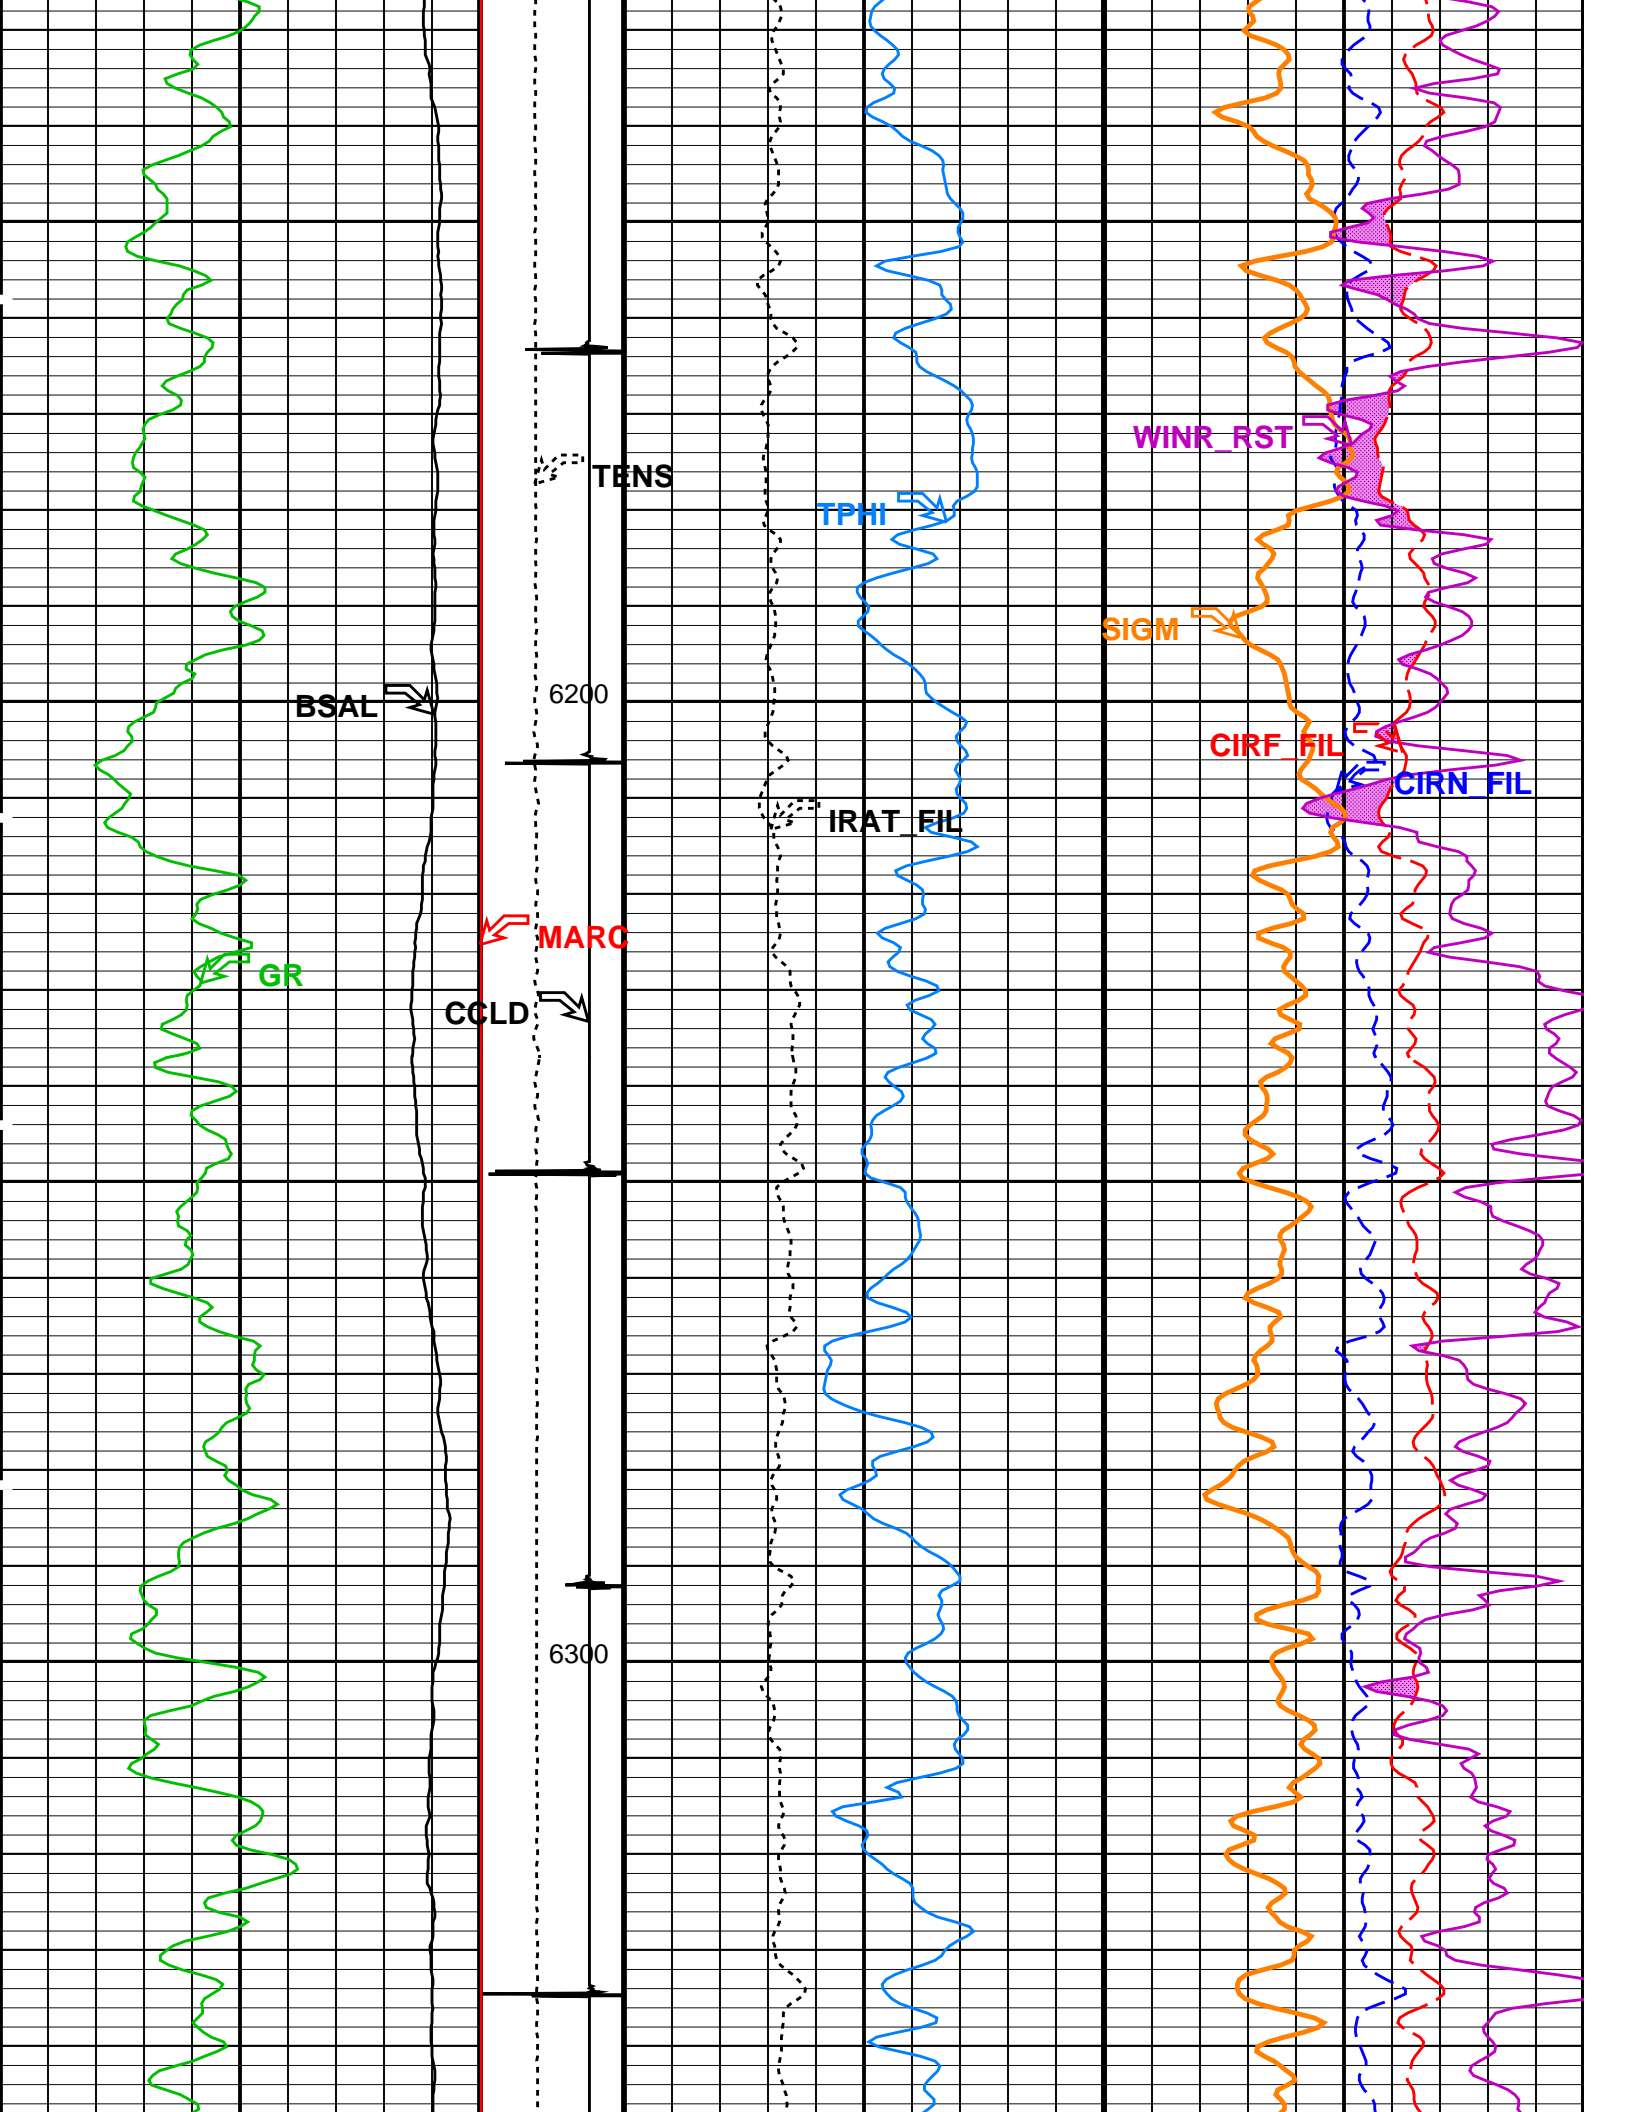 WINR_RST
TENS
TPHI
SIGM
6200
BSAL
CIRF_FIL
CIRN_FIL
IRAT_FIL
MARC
GR
CCLD
6300